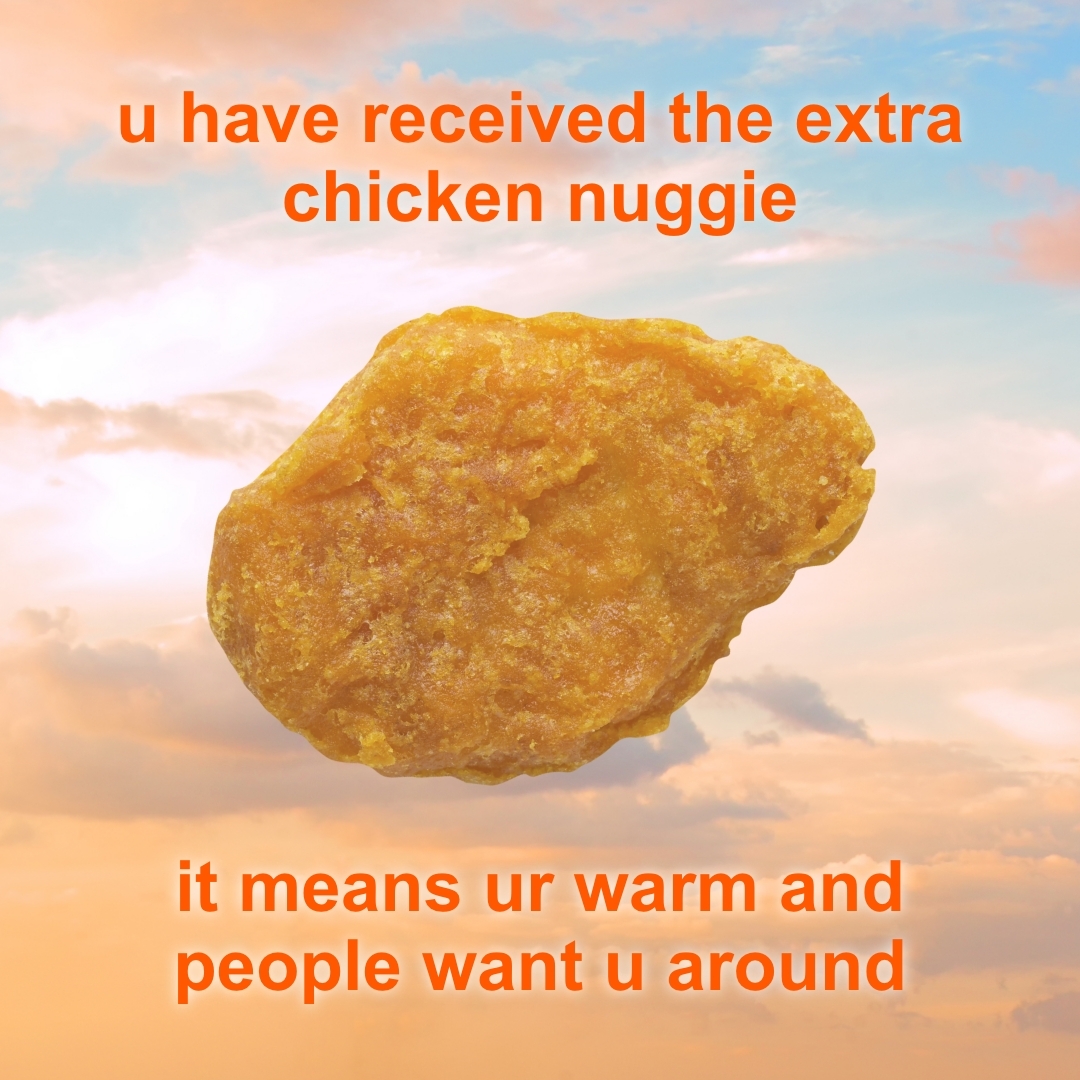 u have received the extra
chicken nuggie
it means ur warm and
people want u around